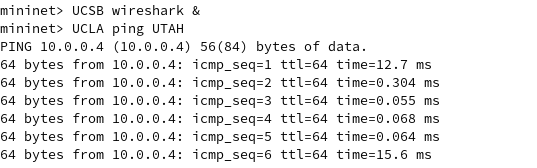 mininet> UCSB wireshark &
mininet> UCLA ping UTAH
PING 10.0.0.4 (10.0.0.4) 56(84) bytes of data.
64 bytes from 10.0.0.4: icmp_seq=1 ttl=64 time=12.7 ms
64 bytes from 10.0.0.4: icmp_seq=2 ttl=64 time=0.304 ms
64 bytes from 10.0.0.4: icmp_seq=3 ttl=64 time=0.055 ms
64 bytes from 10.0.0.4: icmp_seq=4 ttl=64 time=0.068 ms
64 bytes from 10.0.0.4: icmp_seq=5 ttl=64 time=0.064 ms
64 bytes from 10.0.0.4: icmp_seq=6 ttl=64 time=15.6 ms